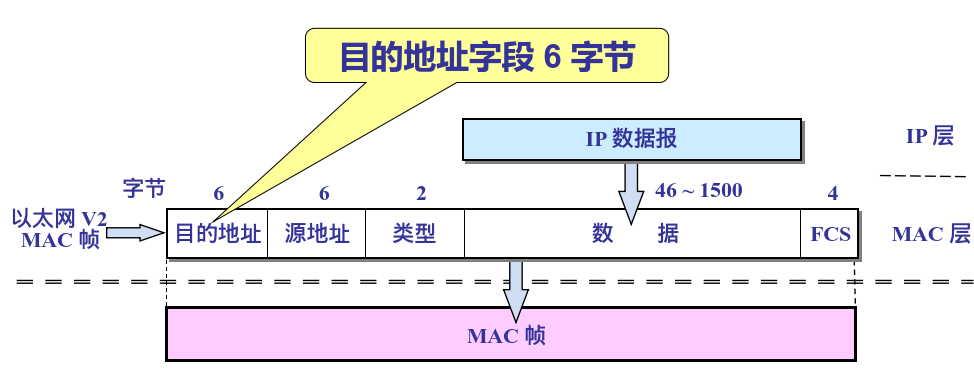 目的地址字段 6 字节
IP 数据报
IP 层
字节
6
6
2
46 ~ 1500
4
以太网 V2
MAC 帧
目的地址
源地址
类型
数 据
FCS
MAC 层
MAC 帧